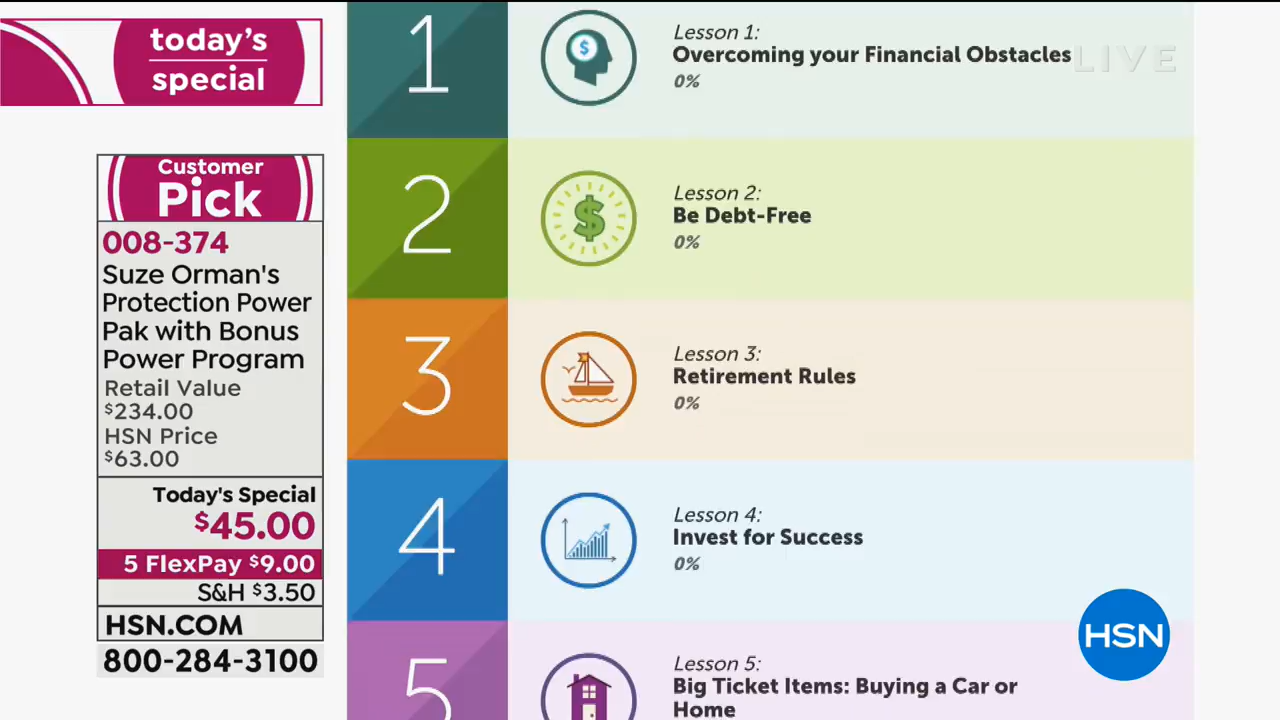 today's
special
Customer
Pick
008-374
Suze Orman's
Protection Power
Pak with Bonus
Power Program
Retail Value
$234.00
HSN Price
$63.00
Today's Special
$45.00
5 FlexPay $9.00
S&H $3.50
HSN.COM
800-284-3100
1
Lesson 1:
Overcoming your Financial Obstacles
0%
LIVE
2
Lesson 2:
Be Debt-Free
0%
3
Lesson 3:
Retirement Rules
0%
4
Lesson 4:
Invest for Success
0%
5
Lesson 5:
Big Ticket Items: Buying a Car or
Home
HSN